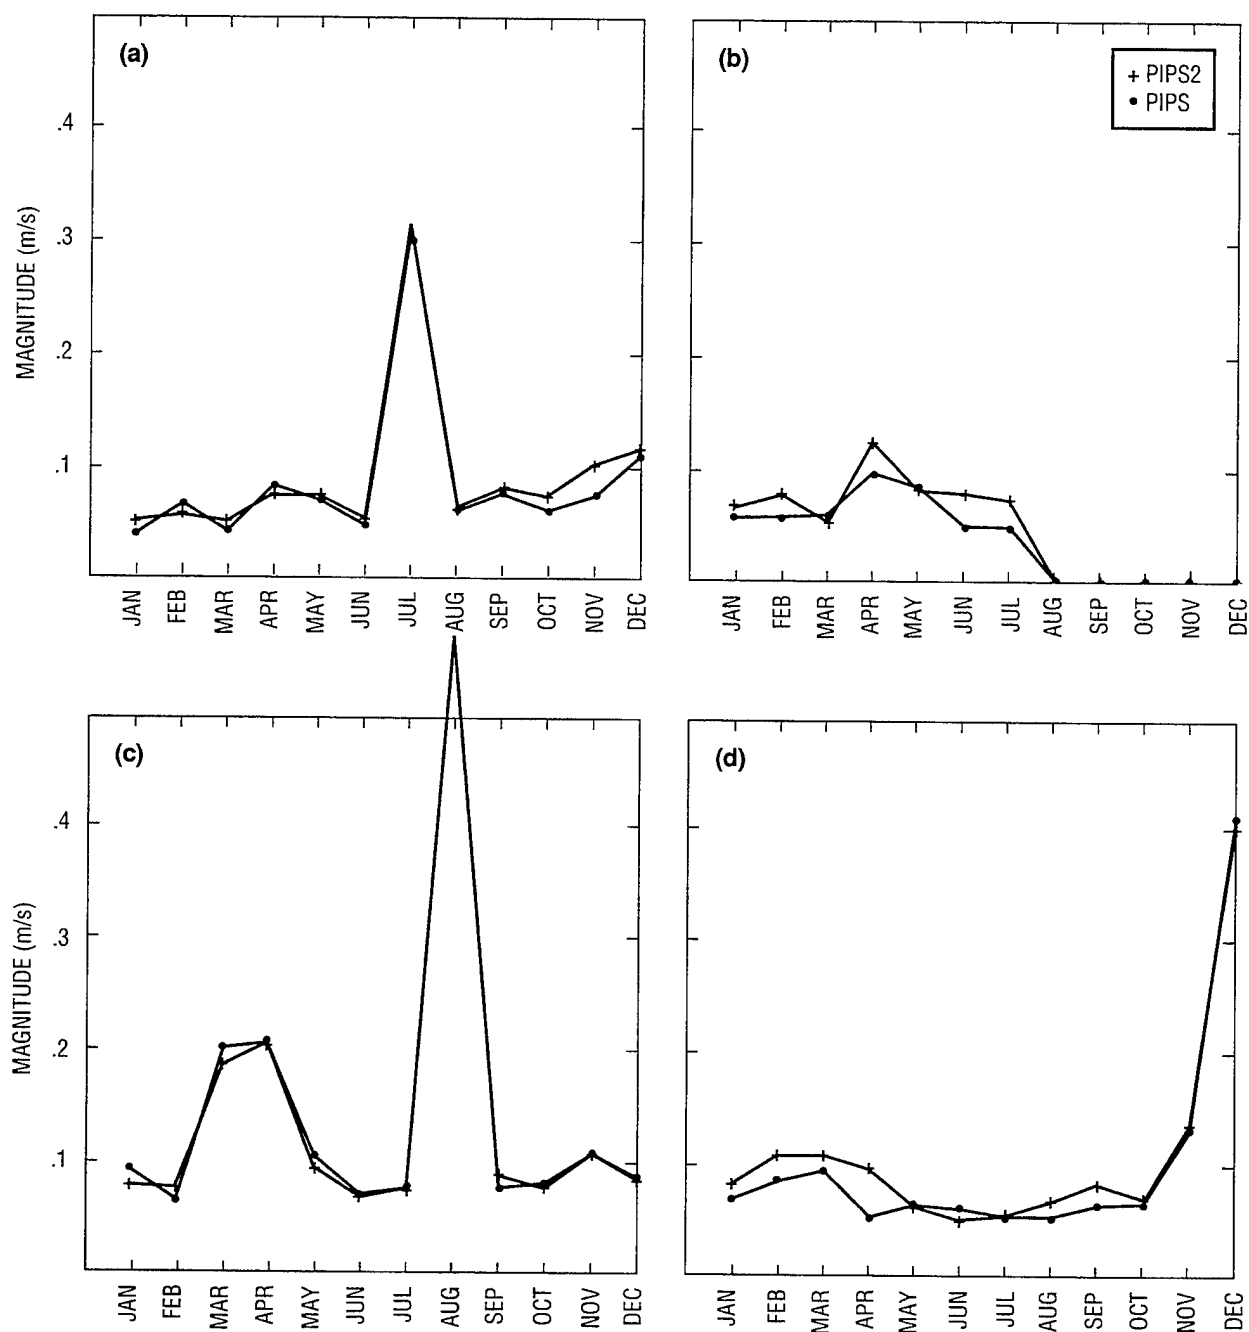 (a)
.4
.3
.2
.1
MAGNITUDE (m/s)
JAN FEB MAR APR MAY JUN JUL AUG SEP OCT NOV DEC
(b)
PIPS2
PIPS
JAN FEB MAR APR MAY JUN JUL AUG SEP OCT NOV DEC
(c)
.4
.3
.2
.1
MAGNITUDE (m/s)
JAN FEB MAR APR MAY JUN JUL AUG SEP OCT NOV DEC
(d)
JAN FEB MAR APR MAY JUN JUL AUG SEP OCT NOV DEC